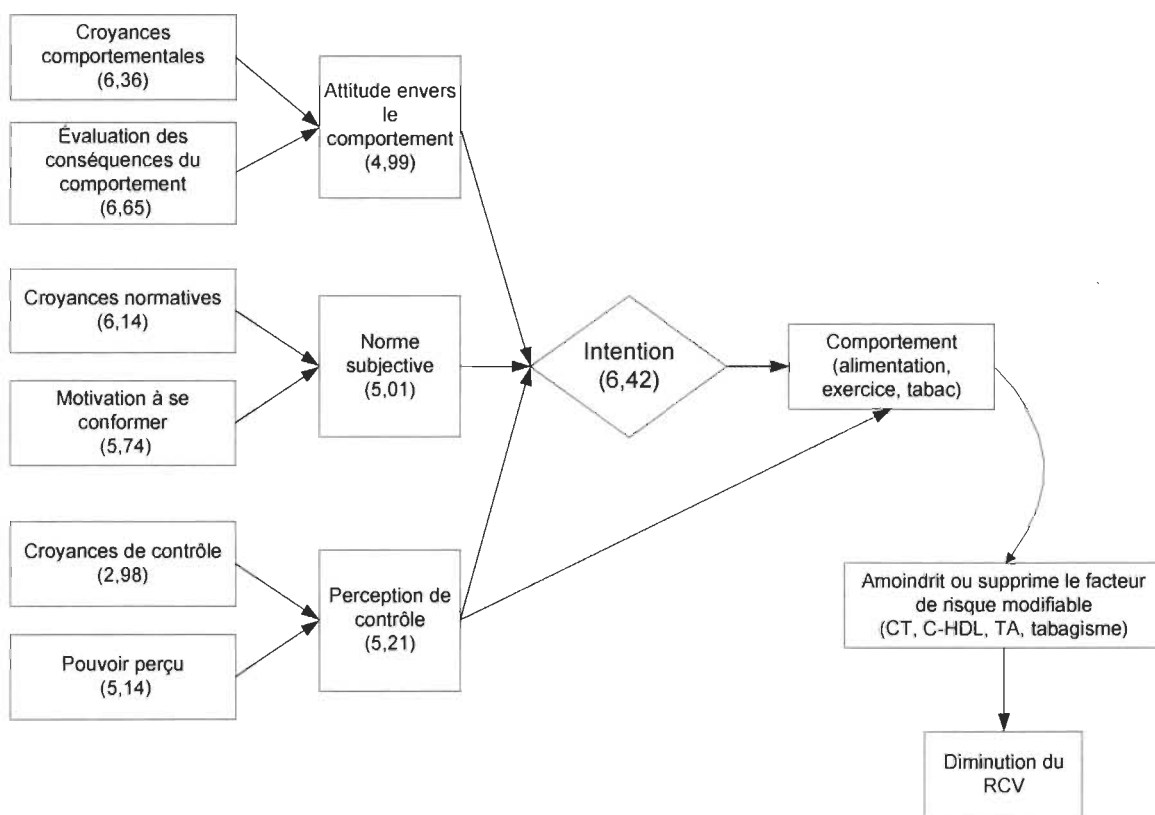 Croyances
comportementales
(6,36)
Évaluation des
conséquences du
comportement
(6,65)
Attitude envers
le
comportement
(4,99)
Croyances normatives
(6,14)
Motivation à se
conformer
(5,74)
Norme
subjective
(5,01)
Croyances de contrôle
(2,98)
Pouvoir perçu
(5,14)
Perception de
contrôle
(5,21)
Intention
(6,42)
Comportement
(alimentation,
exercice, tabac)
Amoindrit ou supprime le facteur
de risque modifiable
(CT, C-HDL, TA, tabagisme)
Diminution du
RCV